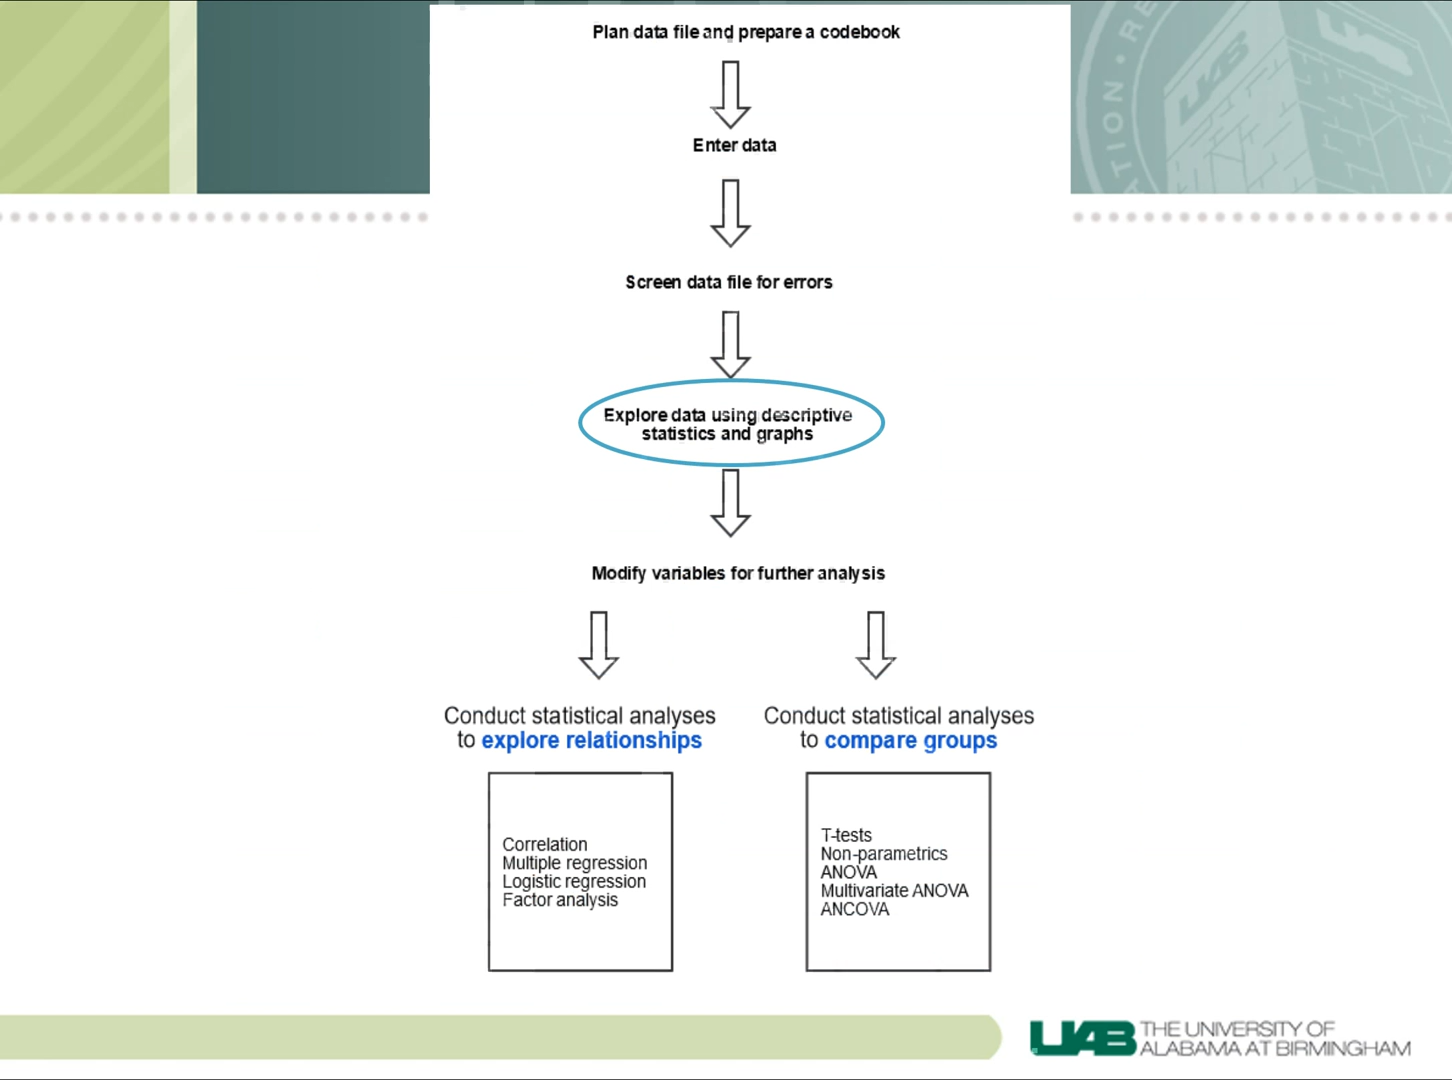 Plan data file and prepare a codebook
Enter data
Screen data file for errors
Explore data using descriptive
statistics and graphs
Modify variables for further analysis
Conduct statistical analyses
to explore relationships
Conduct statistical analyses
to compare groups
Correlation
Multiple regression
Logistic regression
Factor analysis
T-tests
Non-parametrics
ANOVA
Multivariate ANOVA
ANCOVA
UAB
THE UNIVERSITY OF
ALABAMA AT BIRMINGHAM
UAB